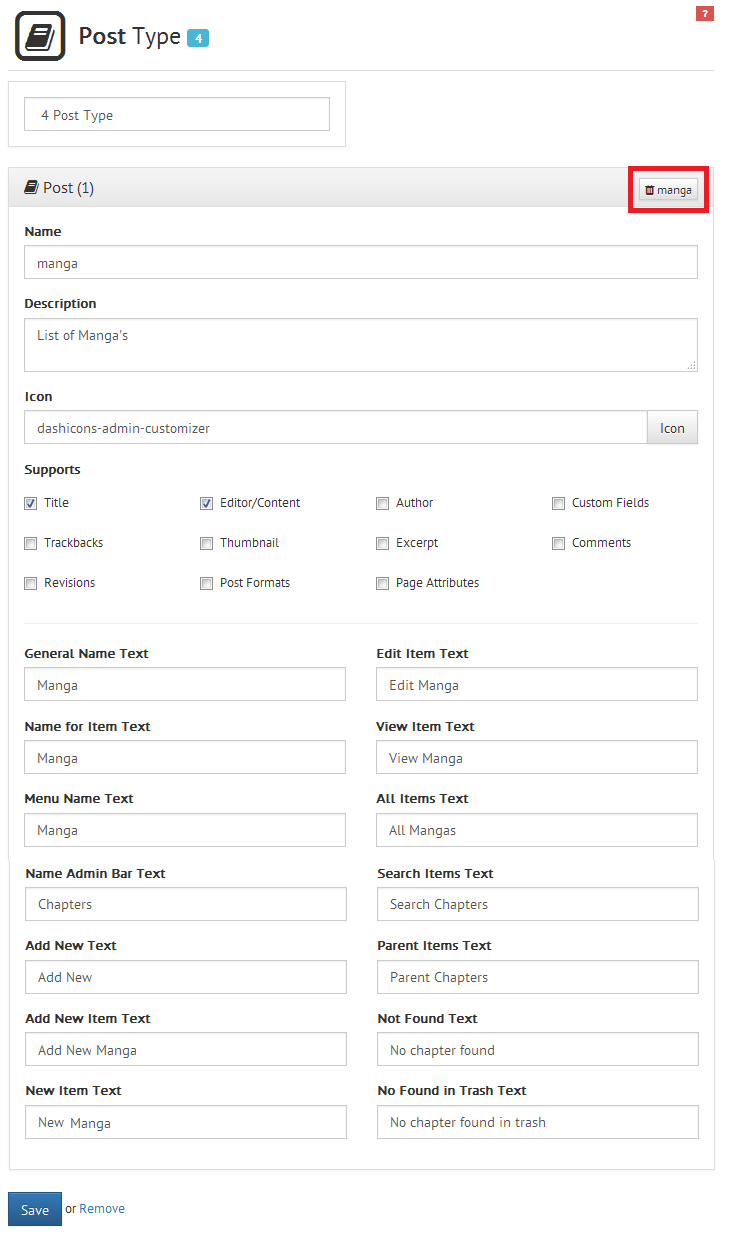 ?
Post Type 4
4 Post Type
Post (1) manga
Name
manga
Description
List of Manga's
Icon
dashicons-admin-customizer Icon
Supports
Title Editor/Content Author Custom Fields
Trackbacks Thumbnail Excerpt Comments
Revisions Post Formats Page Attributes
General Name Text Edit Item Text
Manga Edit Manga
Name for Item Text View Item Text
Manga View Manga
Menu Name Text All Items Text
Manga All Mangas
Name Admin Bar Text Search Items Text
Chapters Search Chapters
Add New Text Parent Items Text
Add New Parent Chapters
Add New Item Text Not Found Text
Add New Manga No chapter found
New Item Text No Found in Trash Text
New Manga No chapter found in trash
Save or Remove